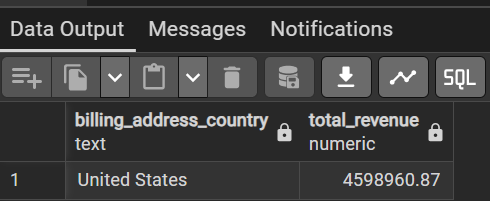 Data Output Messages Notifications
SQL
billing_address_country total_revenue
text numeric
1 United States 4598960.87